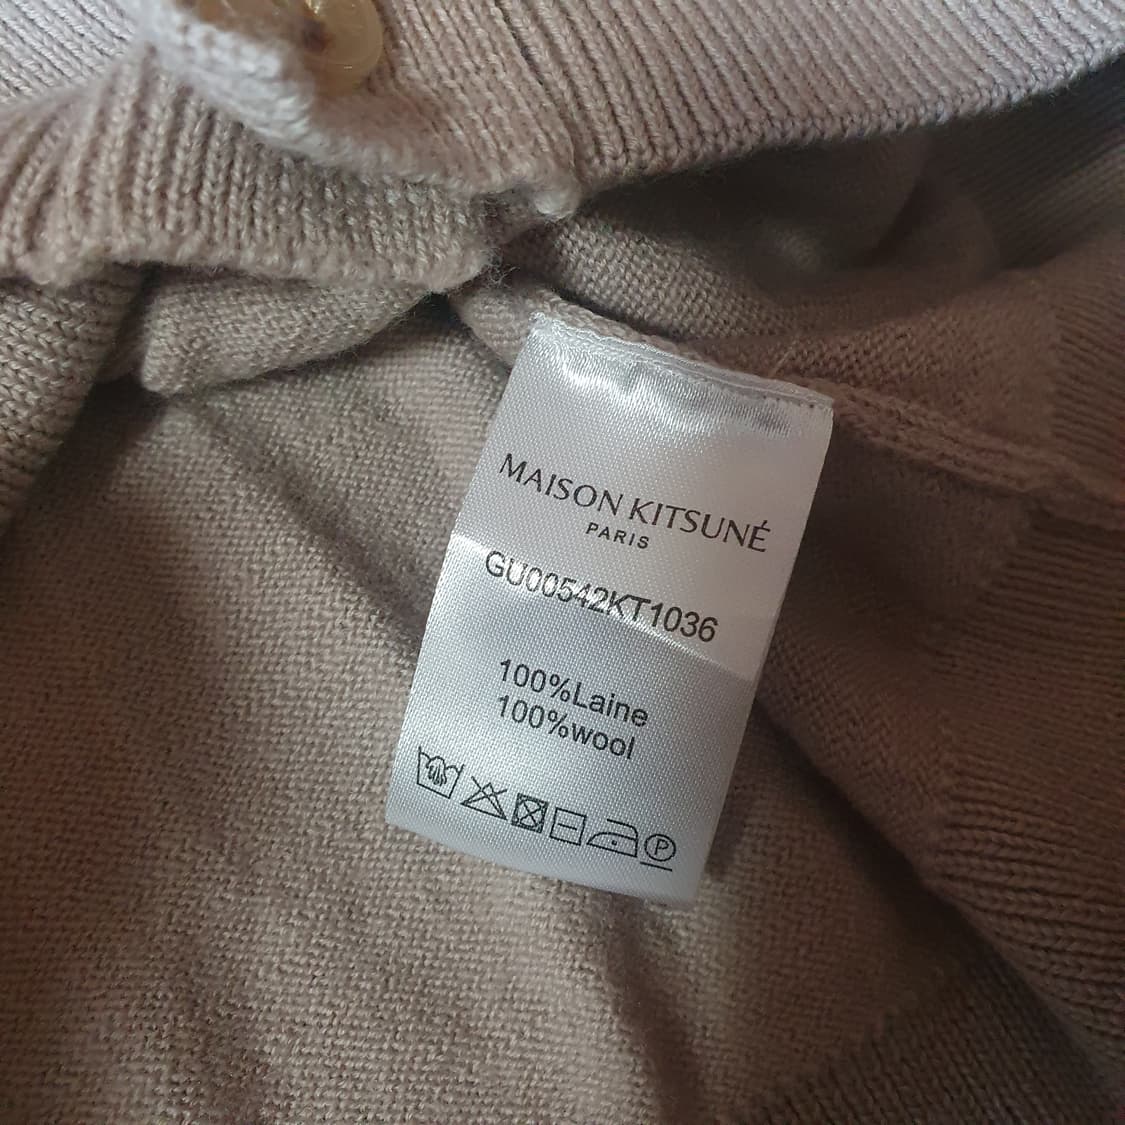 MAISON KITSUNÉ
PARIS
GU00542KT1036
100%Laine
100%wool
P